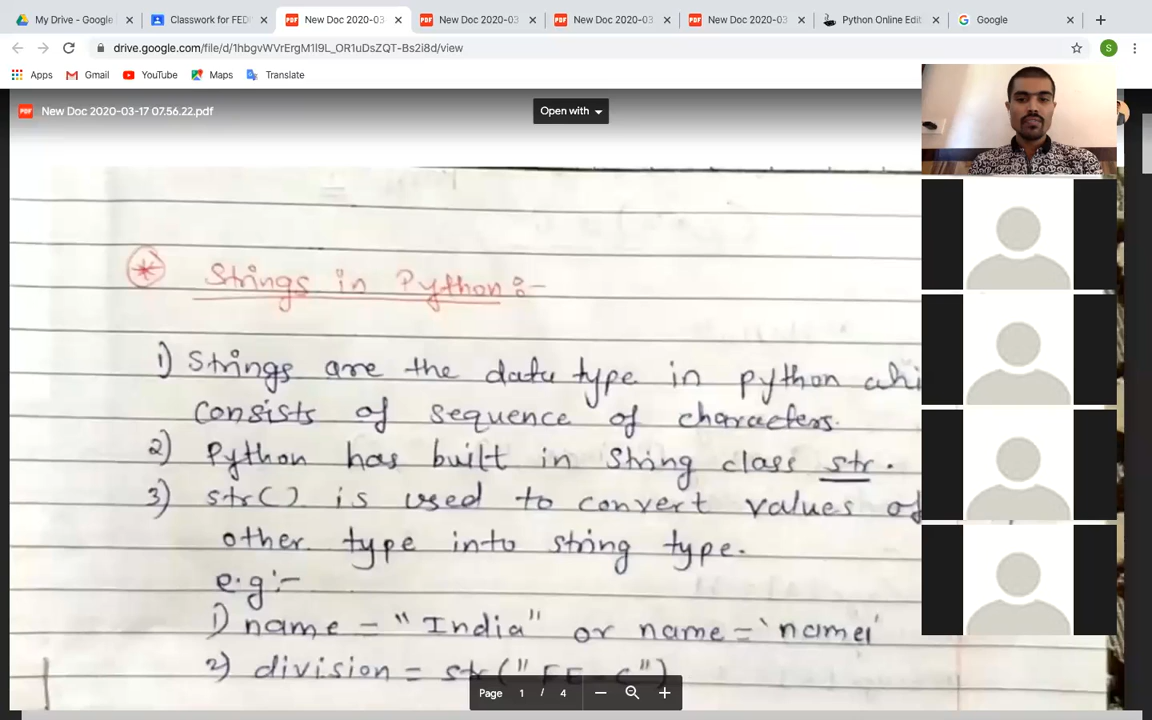 My Drive - Google
Classwork for FED
New Doc 2020-03
New Doc 2020-03
New Doc 2020-03
New Doc 2020-03
Python Online Edit
Google
drive.google.com/file/d/1hbgvWVrErgM1l9L_OR1uDsZQT-Bs2i8d/view
S
Apps
Gmail
YouTube
Maps
Translate
PDF New Doc 2020-03-17 07.56.22.pdf
Open with
Strings in Python :-
1) Strings are the data type in python whi
consists of sequence of characters.
2) Python has built in String class str.
3) str() is used to convert values of
other type into string type.
e.g :-
1) name = "India" or name = 'name1'
2) division = str("FE - C")
Page 1 / 4